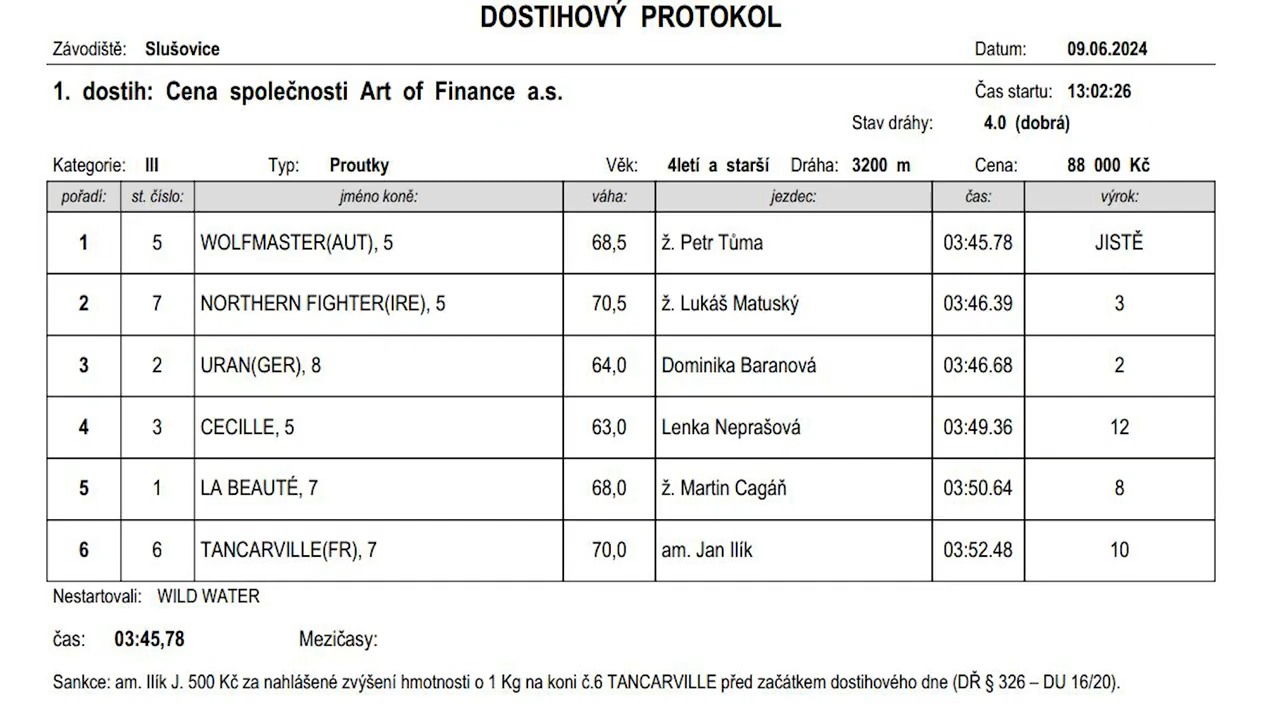 DOSTIHOVÝ PROTOKOL
Závodiště: Slušovice Datum: 09.06.2024
1. dostih: Cena společnosti Art of Finance a.s. Čas startu: 13:02:26
Stav dráhy: 4.0 (dobrá)
Kategorie: III Typ: Proutky Věk: 4letí a starší Dráha: 3200 m Cena: 88 000 Kč
pořadí: st. číslo: jméno koně: váha: jezdec: čas: výrok:
1 5 WOLFMASTER(AUT), 5 68,5 ž. Petr Tůma 03:45.78 JISTĚ
2 7 NORTHERN FIGHTER(IRE), 5 70,5 ž. Lukáš Matuský 03:46.39 3
3 2 URAN(GER), 8 64,0 Dominika Baranová 03:46.68 2
4 3 CECILLE, 5 63,0 Lenka Neprašová 03:49.36 12
5 1 LA BEAUTÉ, 7 68,0 ž. Martin Cagáň 03:50.64 8
6 6 TANCARVILLE(FR), 7 70,0 am. Jan Ilík 03:52.48 10
Nestartovali: WILD WATER
čas: 03:45,78 Mezičasy:
Sankce: am. Ilík J. 500 Kč za nahlášené zvýšení hmotnosti o 1 Kg na koni č.6 TANCARVILLE před začátkem dostihového dne (DŘ § 326 – DU 16/20).